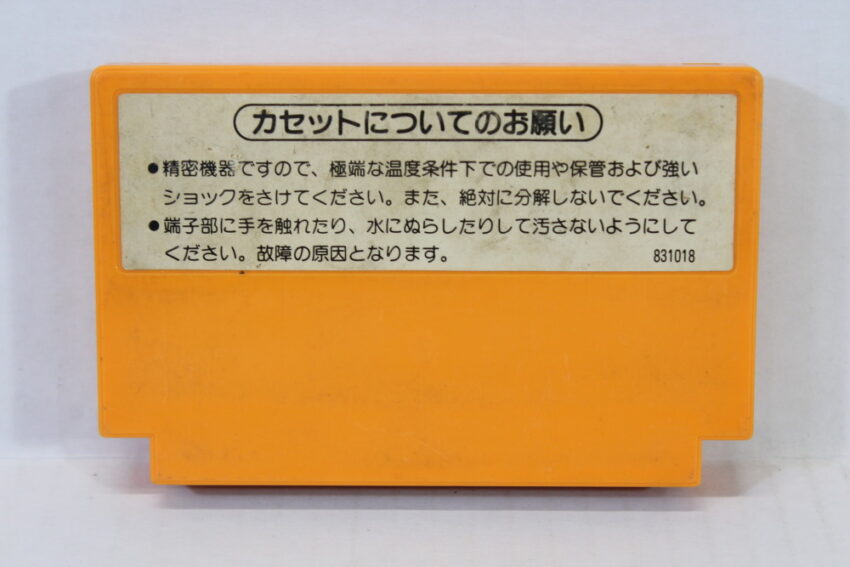 カセットについてのお願い
●精密機器ですので、極端な温度条件下での使用や保管および強い
ショックをさけてください。また、絶対に分解しないでください。
●端子部に手を触れたり、水にぬらしたりして汚さないようにして
ください。故障の原因となります。 831018